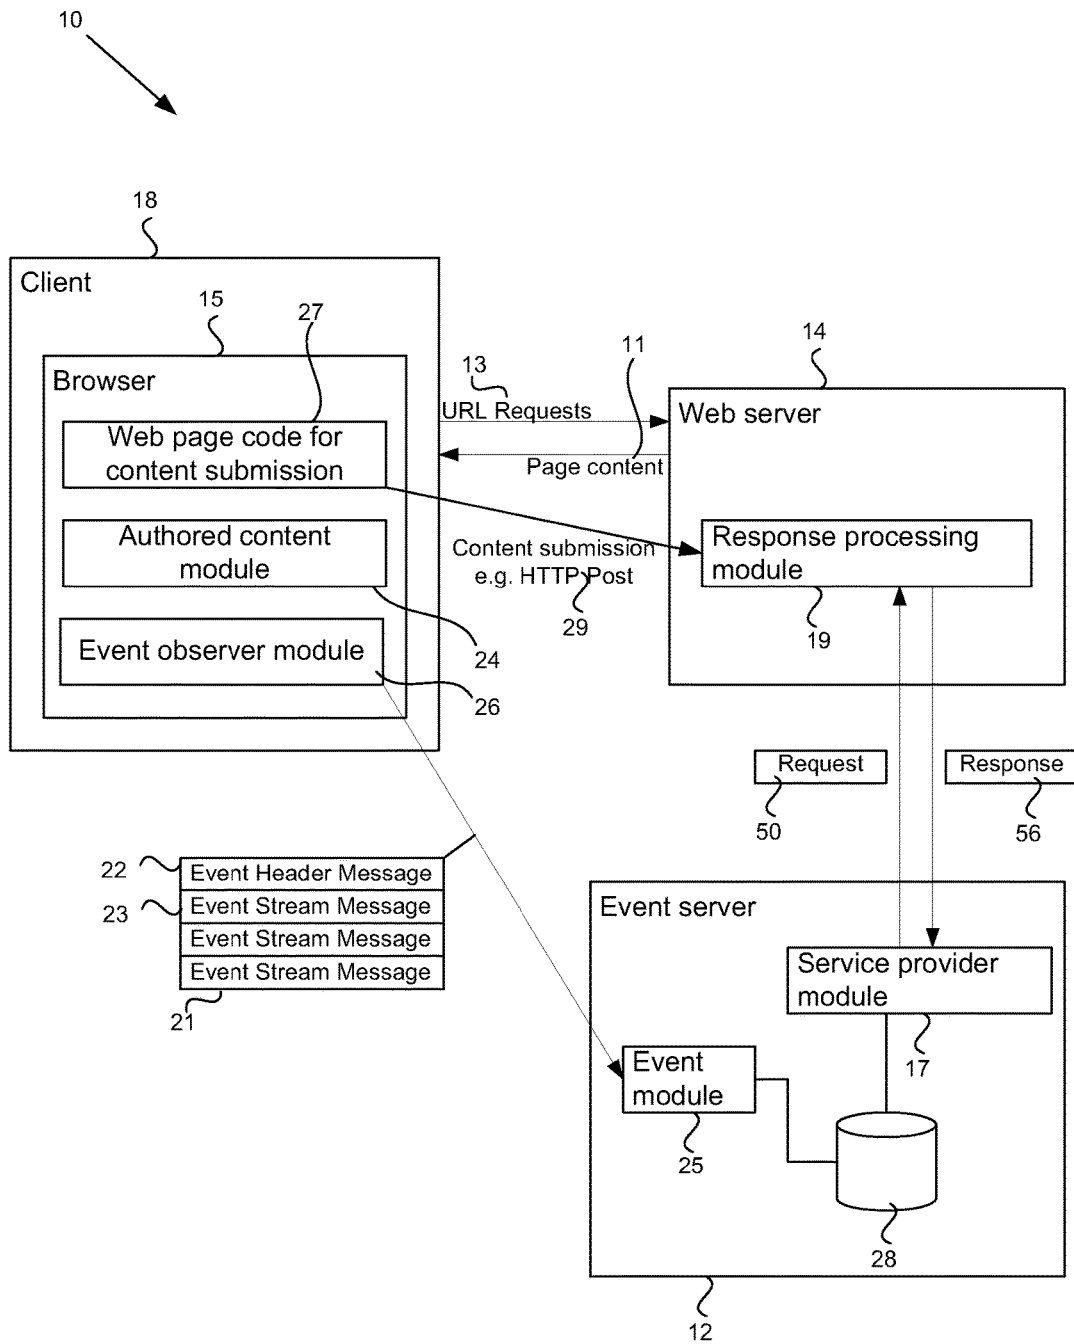 10
18
Client
15
27
Browser
Web page code for
content submission
Authored content
module
Event observer module
24
26
13
URL Requests
11
Page content
14
Web server
Content submission
e.g. HTTP Post
29
Response processing
module
19
Request
50
Response
56
22
Event Header Message
23
Event Stream Message
Event Stream Message
Event Stream Message
21
Event server
Service provider
module
17
Event
module
25
28
12